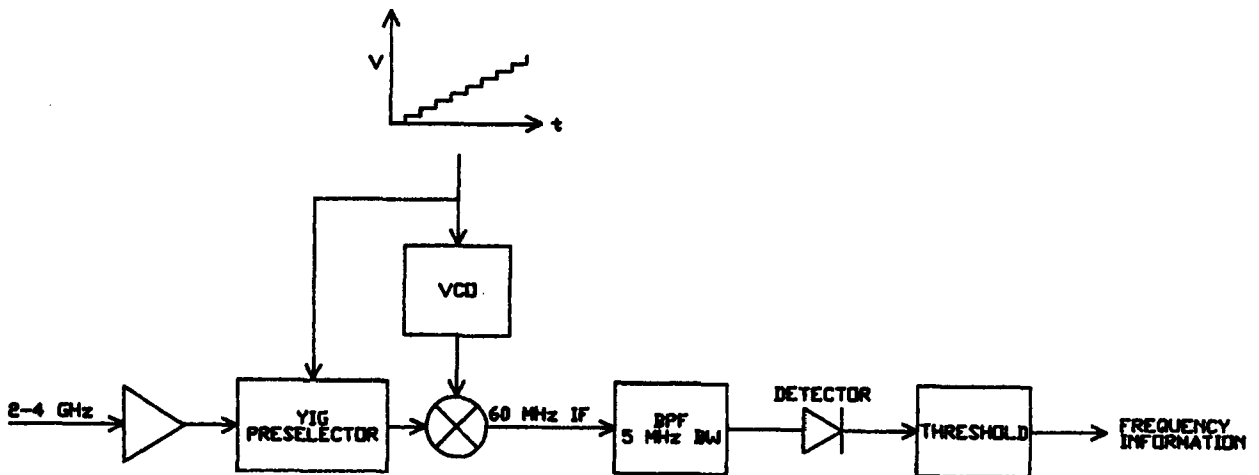 V
t
VCO
2-4 GHz
YIG
PRESELECTOR
60 MHz IF
BPF
5 MHz BW
DETECTOR
THRESHOLD
FREQUENCY
INFORMATION